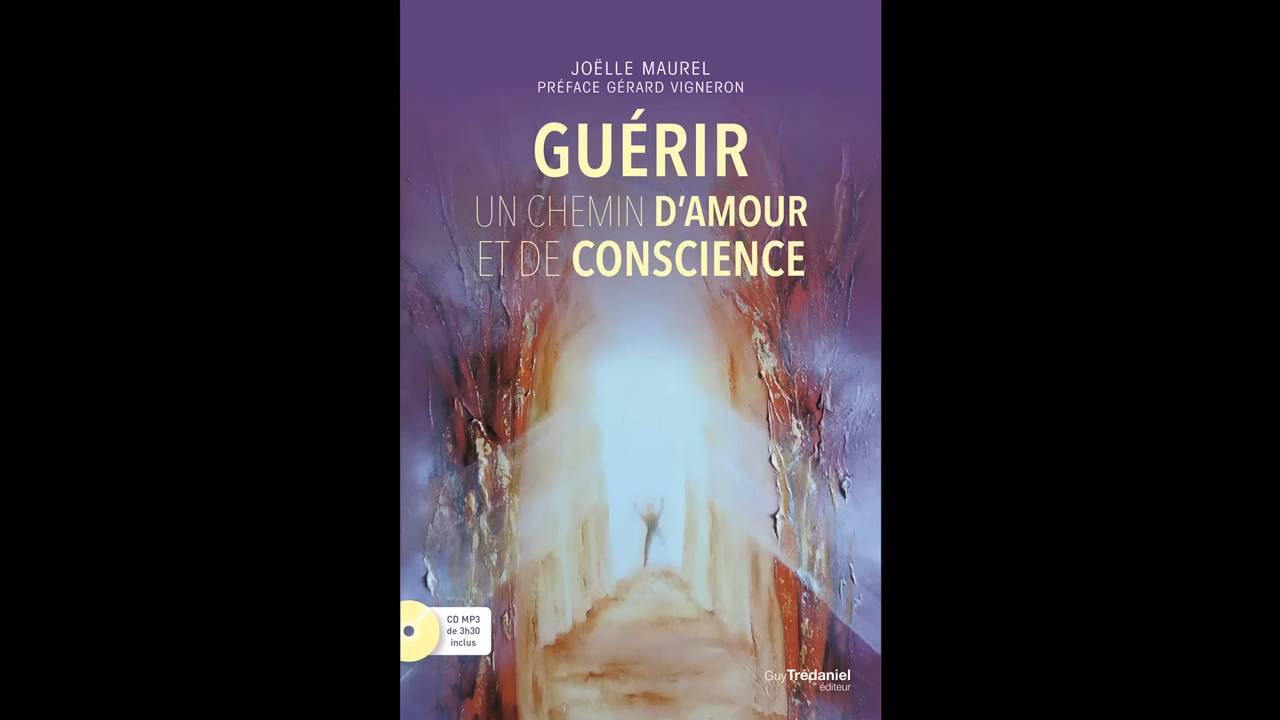 JOËLLE MAUREL
PRÉFACE GÉRARD VIGNERON
GUÉRIR
UN CHEMIN D'AMOUR
ET DE CONSCIENCE
CD MP3
de 3h30
inclus
GuyTrédaniel
éditeur